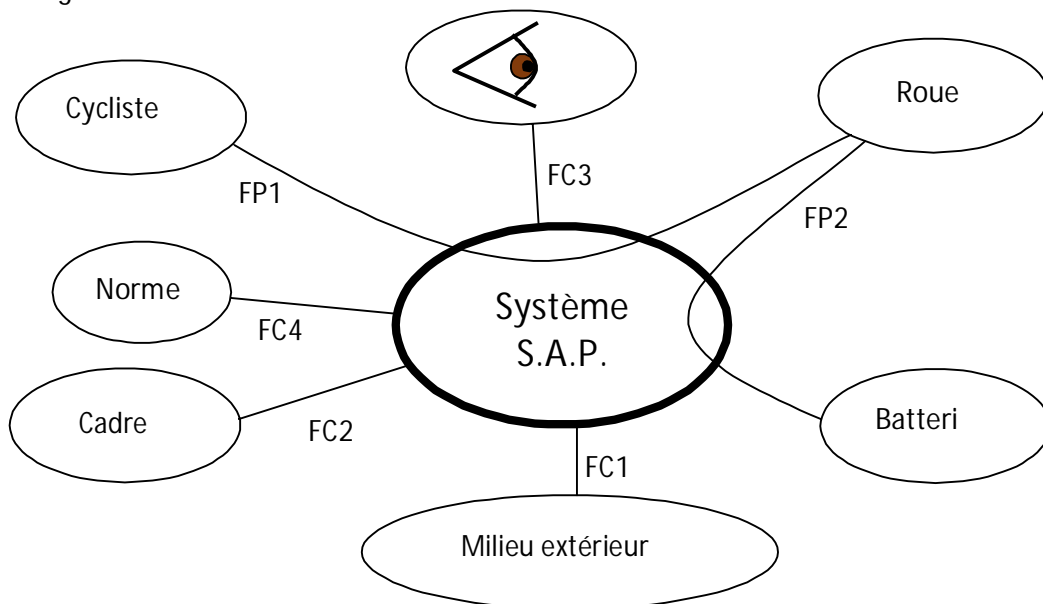 Cycliste
Roue
FC3
FP1
FP2
Norme
Système
S.A.P.
FC4
Cadre
FC2
Batteri
FC1
Milieu extérieur